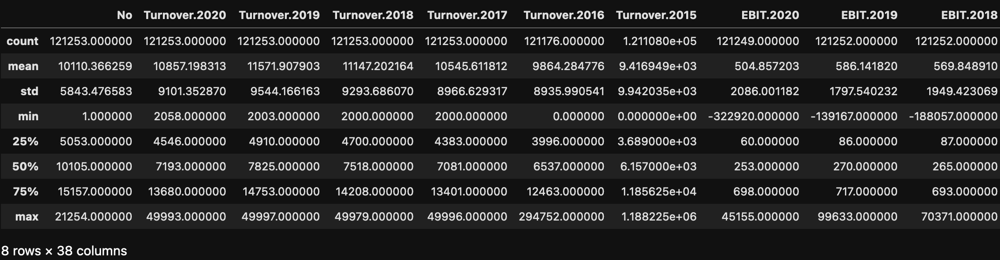 No Turnover.2020 Turnover.2019 Turnover.2018 Turnover.2017 Turnover.2016 Turnover.2015 EBIT.2020 EBIT.2019 EBIT.2018
count 121253.000000 121253.000000 121253.000000 121253.000000 121253.000000 121176.000000 1.211080e+05 121249.000000 121252.000000 121252.000000
mean 10110.366259 10857.198313 11571.907903 11147.202164 10545.611812 9864.284776 9.416949e+03 504.857203 586.141820 569.848910
std 5843.476583 9101.352870 9544.166163 9293.686070 8966.629317 8935.990541 9.942035e+03 2086.001182 1797.540232 1949.423069
min 1.000000 2058.000000 2003.000000 2000.000000 2000.000000 0.000000 0.000000e+00 -322920.000000 -139167.000000 -188057.000000
25% 5053.000000 4546.000000 4910.000000 4700.000000 4383.000000 3996.000000 3.689000e+03 60.000000 86.000000 87.000000
50% 10105.000000 7193.000000 7825.000000 7518.000000 7081.000000 6537.000000 6.157000e+03 253.000000 270.000000 265.000000
75% 15157.000000 13680.000000 14753.000000 14208.000000 13401.000000 12463.000000 1.185625e+04 698.000000 717.000000 693.000000
max 21254.000000 49993.000000 49997.000000 49979.000000 49996.000000 294752.000000 1.188225e+06 45155.000000 99633.000000 70371.000000
8 rows × 38 columns